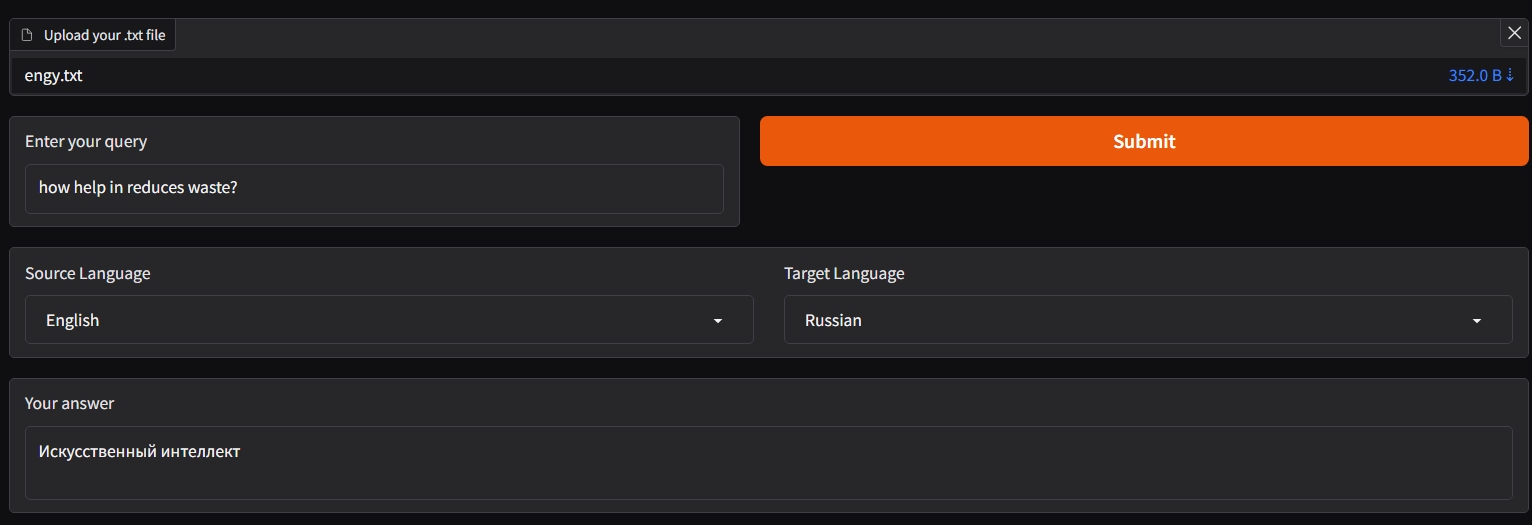 Upload your .txt file
engy.txt
352.0 B ⇣
Enter your query
how help in reduces waste?
Submit
Source Language
Target Language
English
Russian
Your answer
Искусственный интеллект